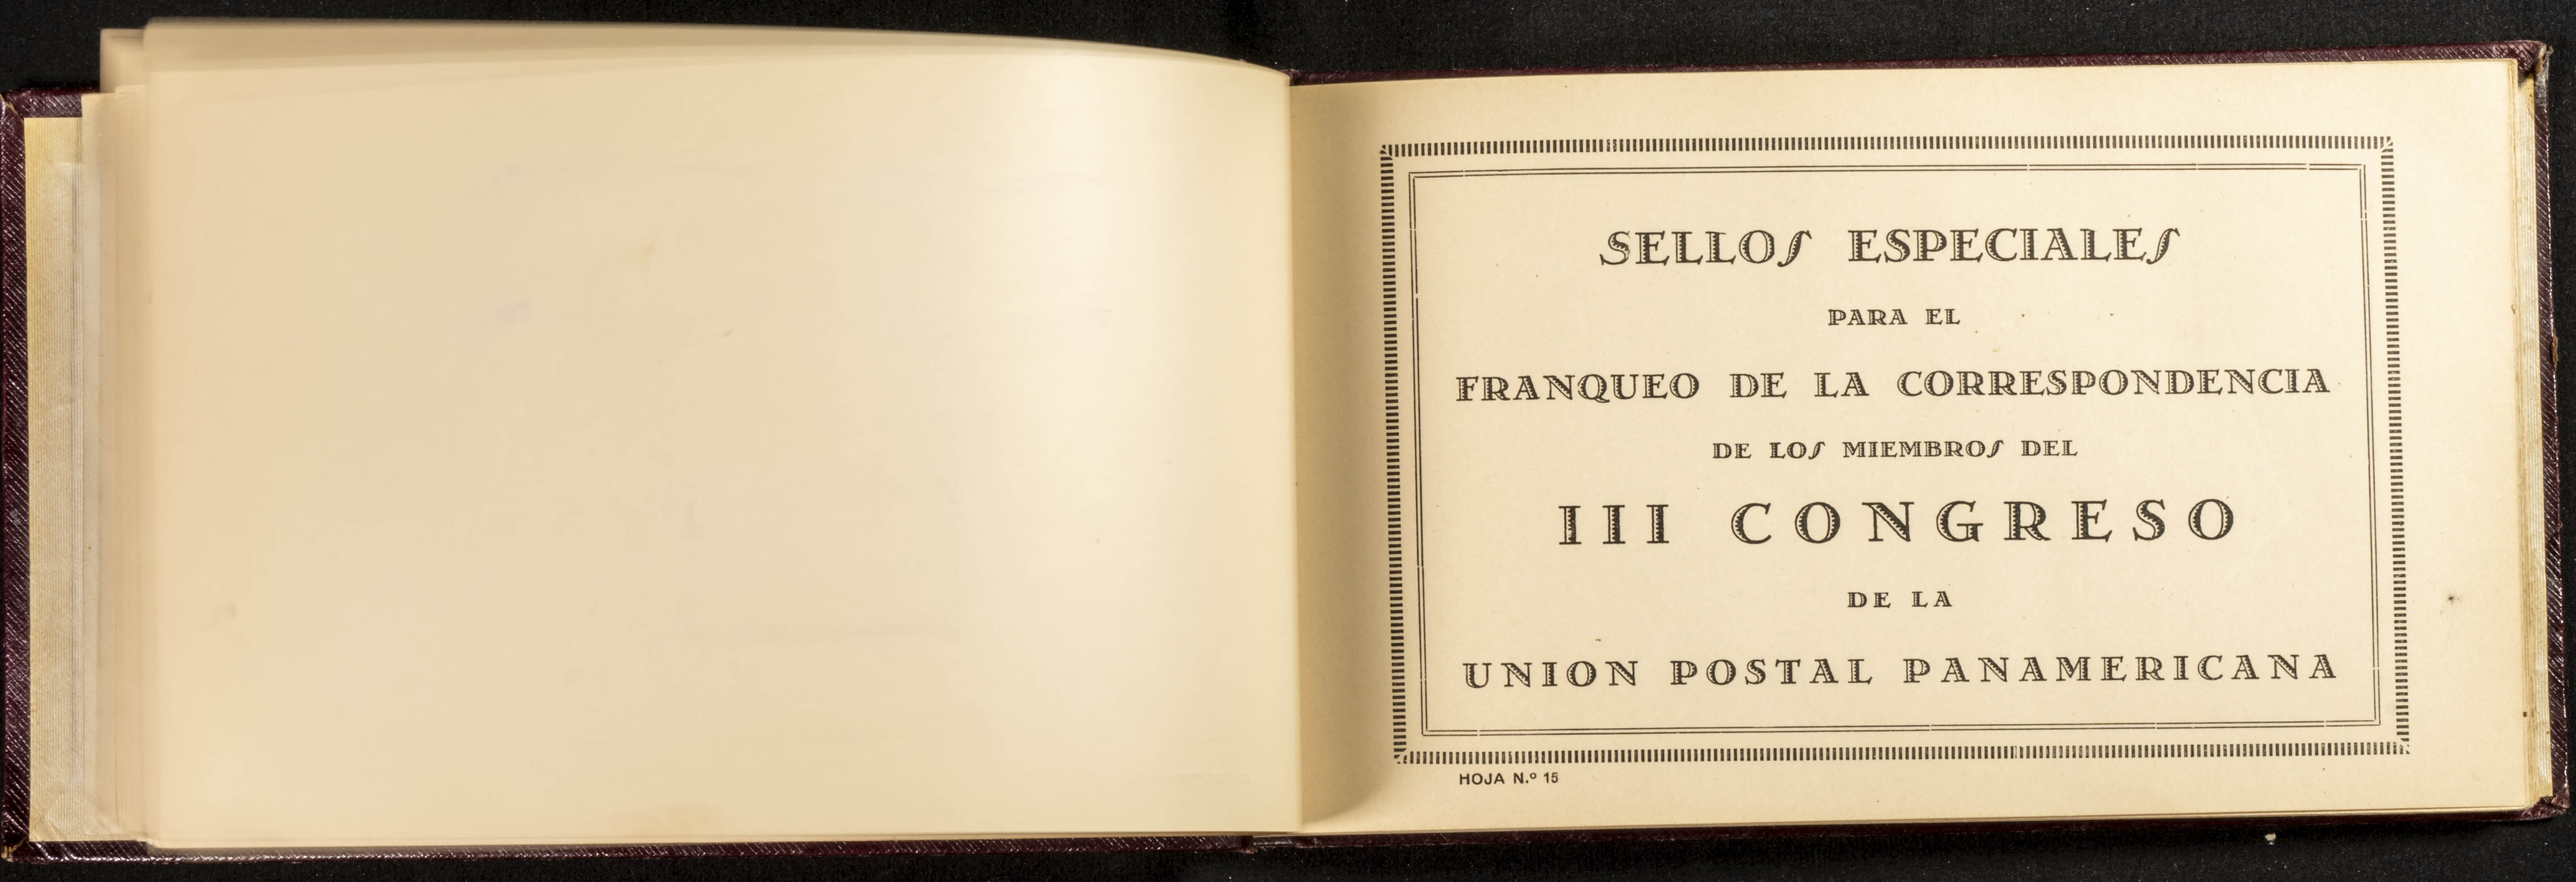 SELLOS ESPECIALES
PARA EL
FRANQUEO DE LA CORRESPONDENCIA
DE LOS MIEMBROS DEL
III CONGRESO
DE LA
UNION POSTAL PANAMERICANA
HOJA N.º 15